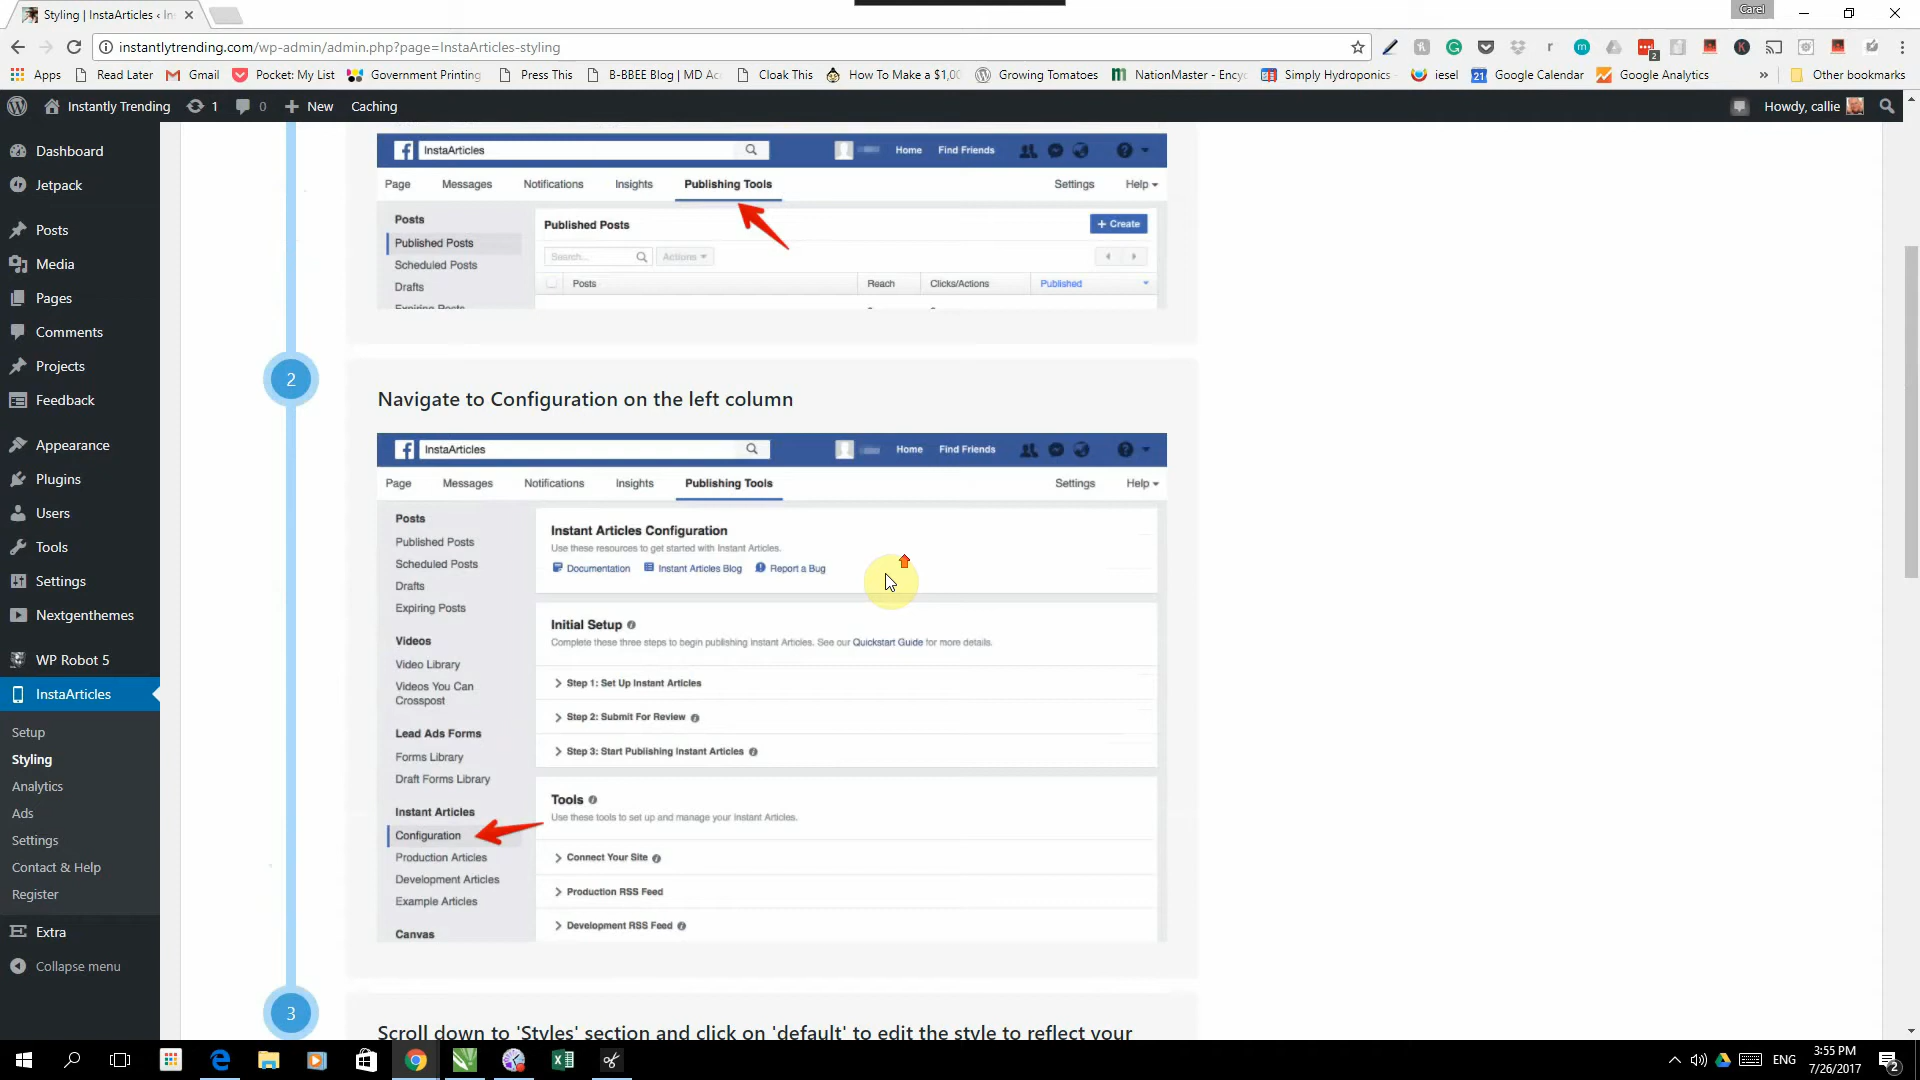 Styling | InstaArticles ‹ In
Carel
instantlytrending.com/wp-admin/admin.php?page=InstaArticles-styling
Apps Read Later Gmail Pocket: My List Government Printing Press This B-BBEE Blog | MD Ac Cloak This How To Make a $1,00 Growing Tomatoes NationMaster - Ency Simply Hydroponics iesel Google Calendar Google Analytics » Other bookmarks
Instantly Trending 1 0 New Caching Howdy, callie
Dashboard
Jetpack
Posts
Media
Pages
Comments
Projects
Feedback
Appearance
Plugins
Users
Tools
Settings
Nextgenthemes
WP Robot 5
InstaArticles
Setup
Styling
Analytics
Ads
Settings
Contact & Help
Register
Extra
Collapse menu
InstaArticles Home Find Friends
Page Messages Notifications Insights Publishing Tools Settings Help
Posts
Published Posts
Scheduled Posts
Drafts
Expiring Posts
Published Posts
+ Create
Search... Actions
Posts Reach Clicks/Actions Published
2
Navigate to Configuration on the left column
InstaArticles Home Find Friends
Page Messages Notifications Insights Publishing Tools Settings Help
Posts
Published Posts
Scheduled Posts
Drafts
Expiring Posts
Videos
Video Library
Videos You Can
Crosspost
Lead Ads Forms
Forms Library
Draft Forms Library
Instant Articles
Configuration
Production Articles
Development Articles
Example Articles
Canvas
Instant Articles Configuration
Use these resources to get started with Instant Articles.
Documentation Instant Articles Blog Report a Bug
Initial Setup
Complete these three steps to begin publishing Instant Articles. See our Quickstart Guide for more details.
Step 1: Set Up Instant Articles
Step 2: Submit For Review
Step 3: Start Publishing Instant Articles
Tools
Use these tools to set up and manage your Instant Articles.
Connect Your Site
Production RSS Feed
Development RSS Feed
3
Scroll down to 'Styles' section and click on 'default' to edit the style to reflect your
ENG
3:55 PM
7/26/2017
2